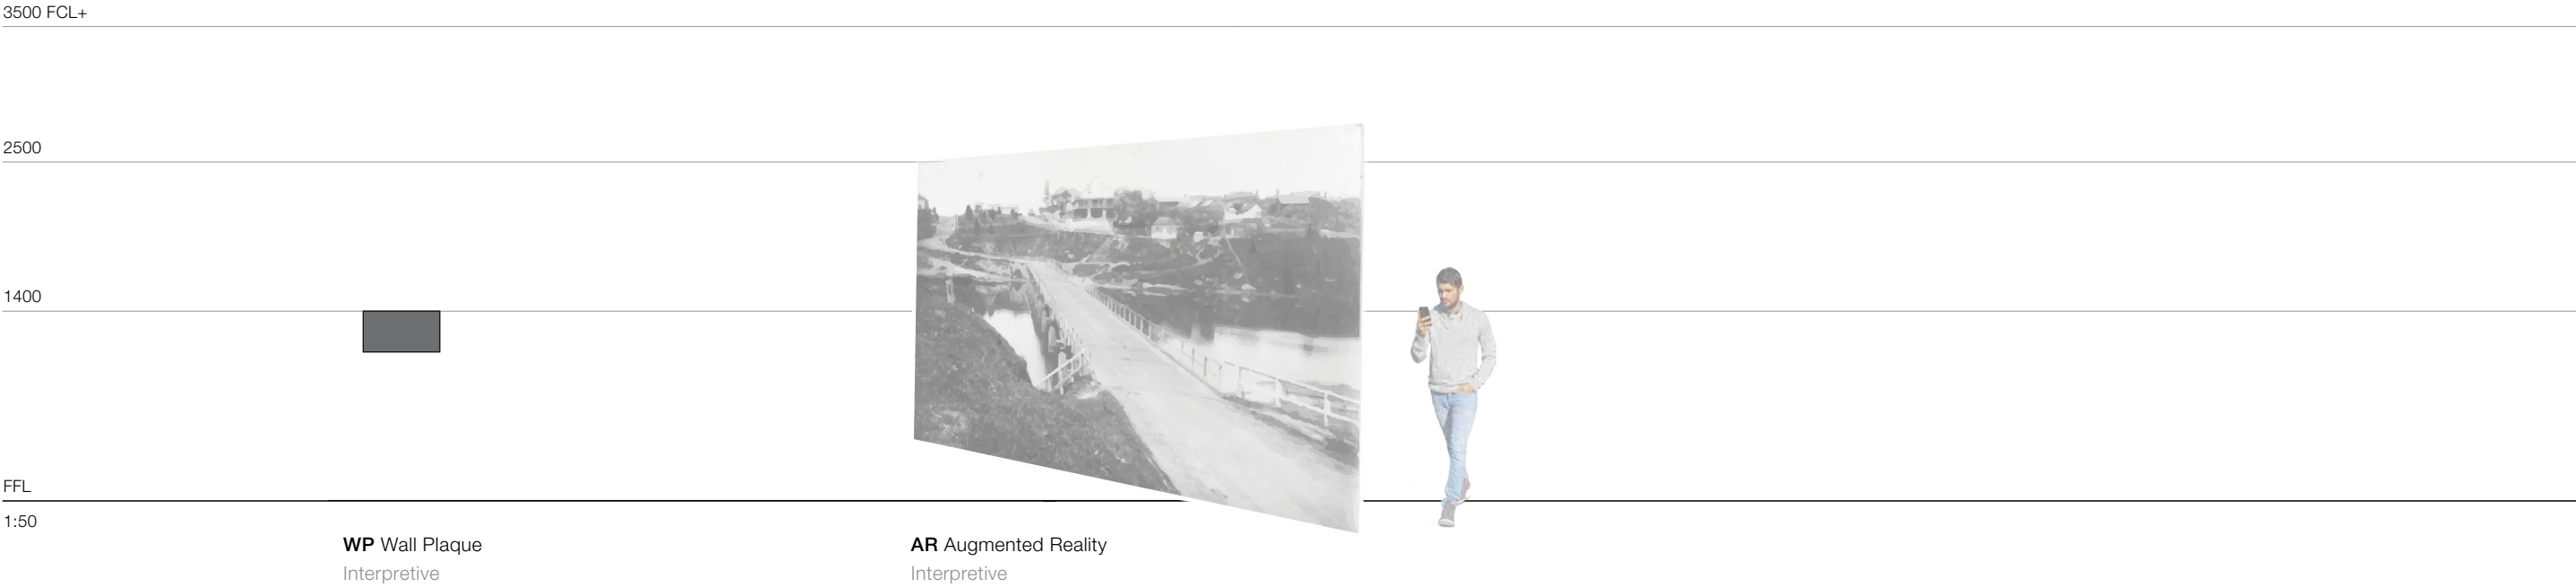 3500 FCL+
2500
1400
FFL
1:50
WP Wall Plaque
Interpretive
AR Augmented Reality
Interpretive